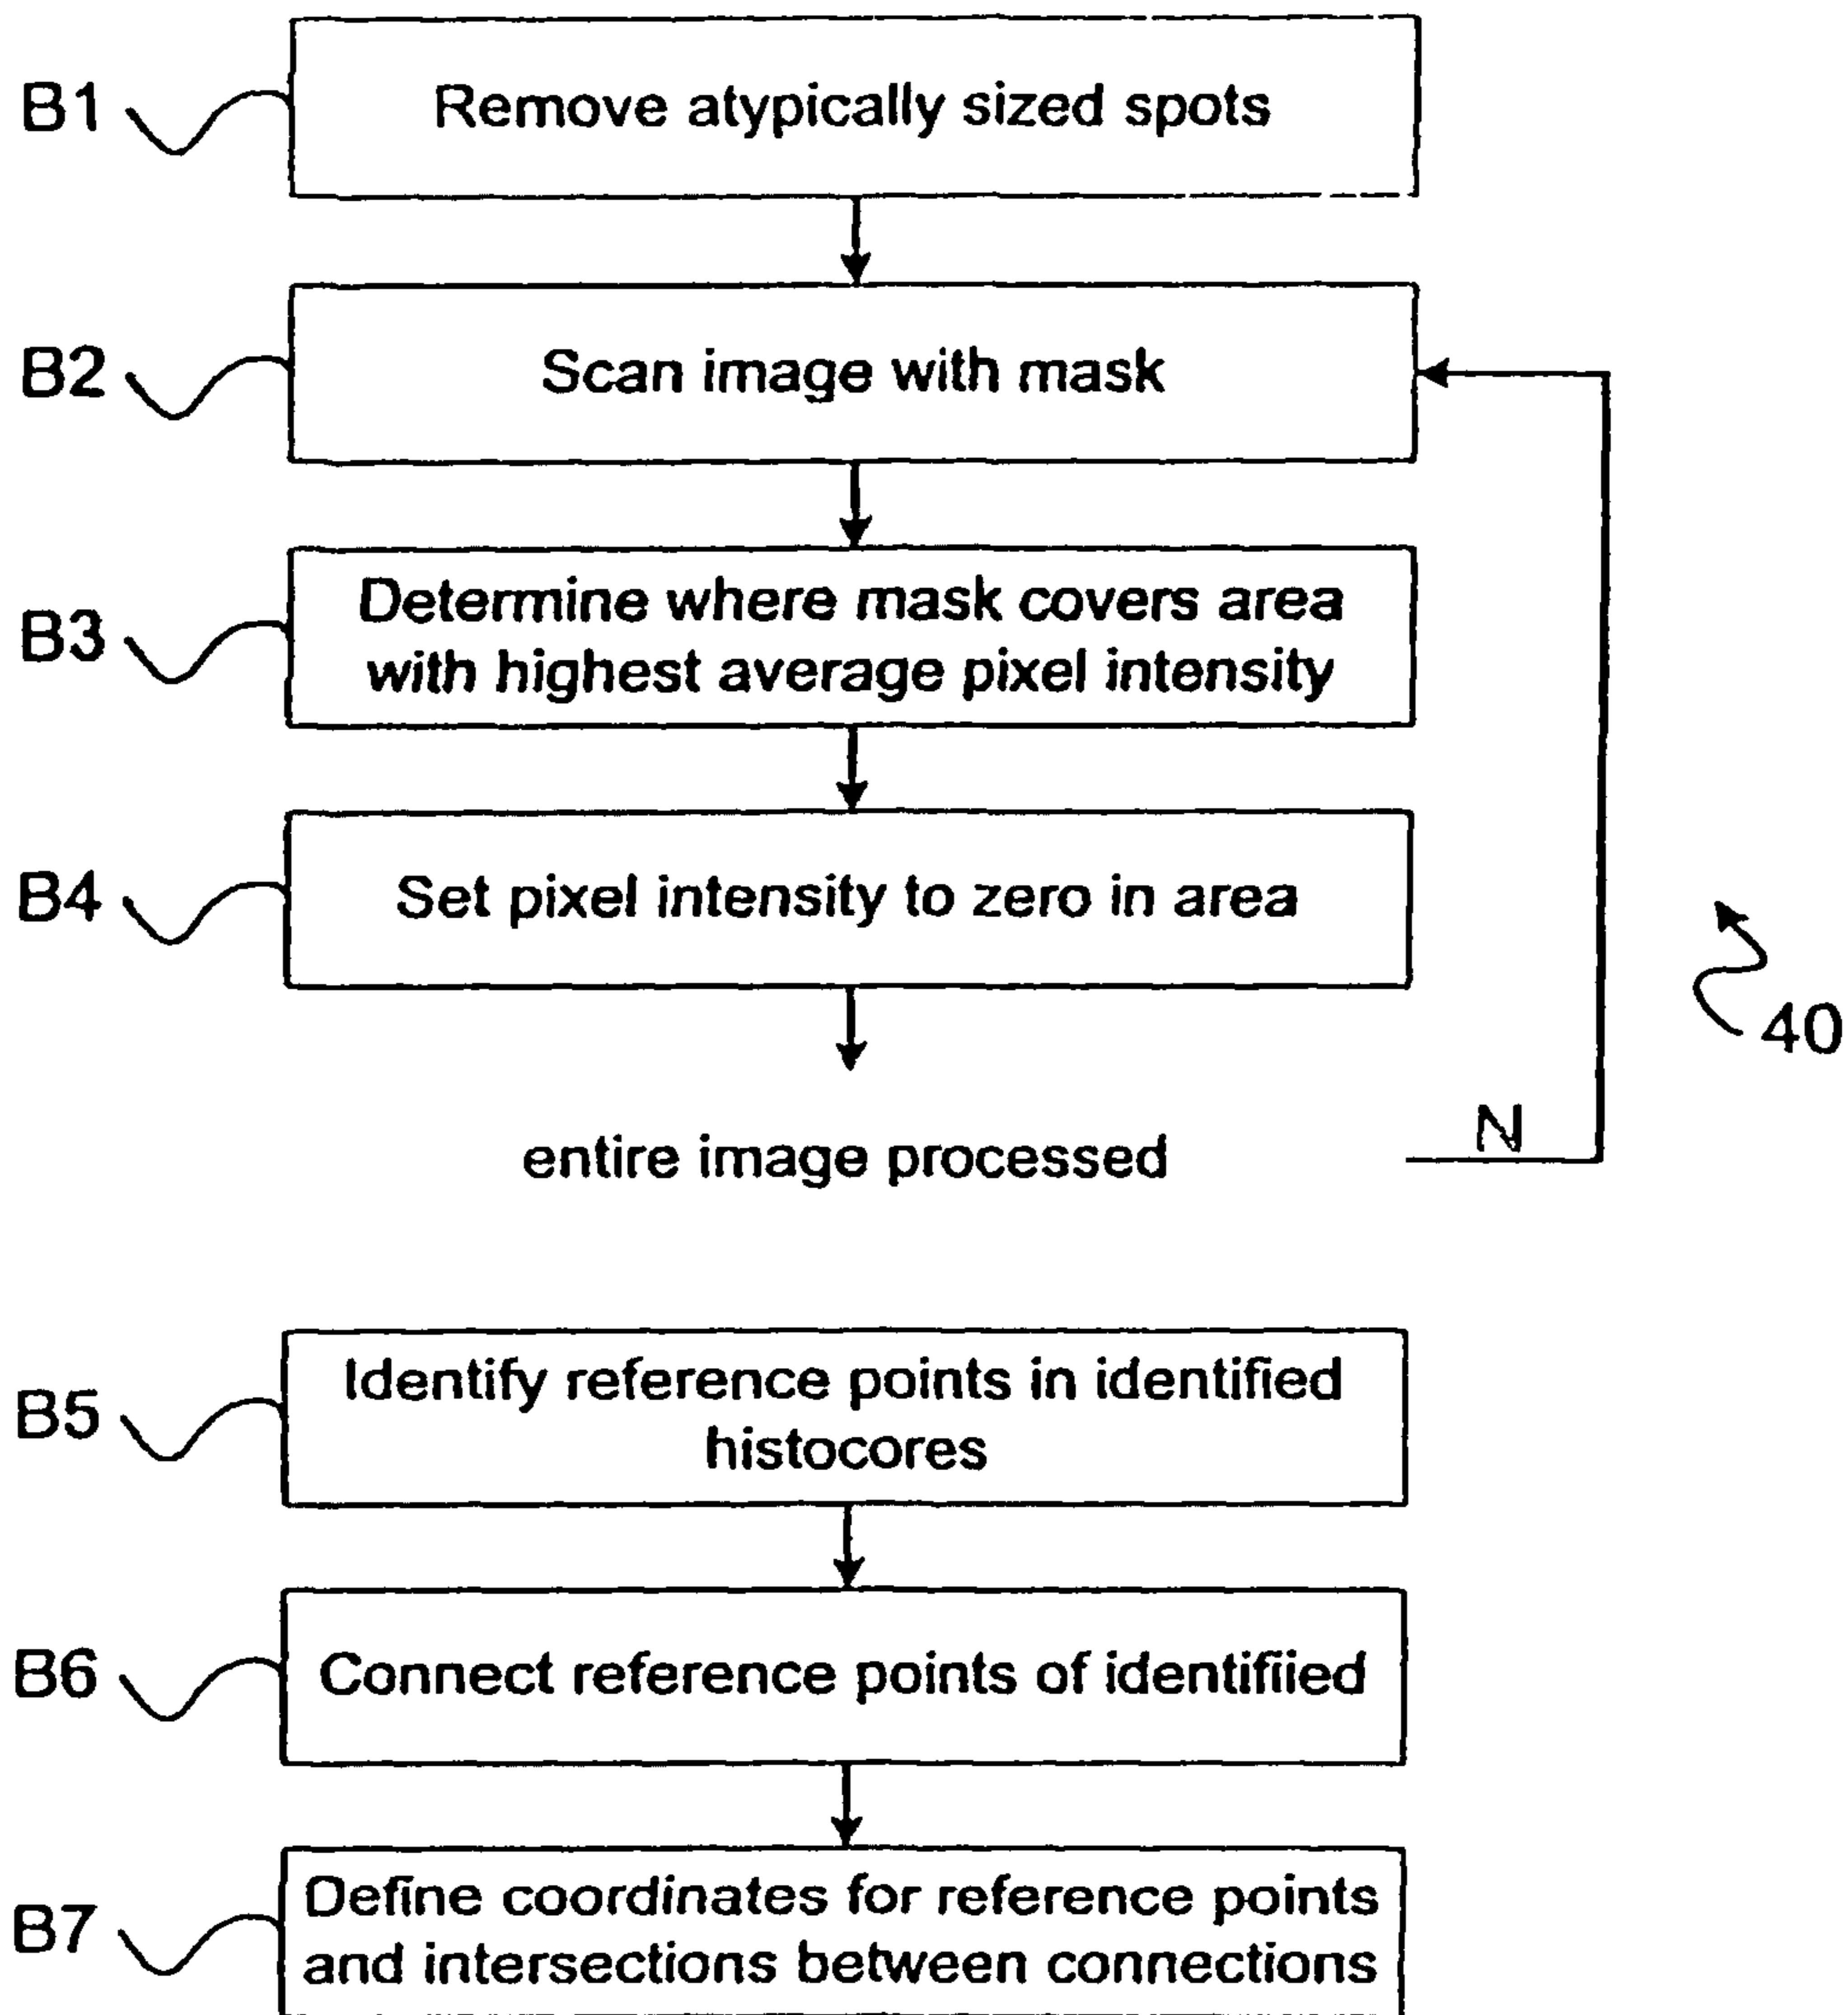 B1
Remove atypically sized spots
B2
Scan image with mask
B3
Determine where mask covers area
with highest average pixel intensity
B4
Set pixel intensity to zero in area
40
N
entire image processed
B5
Identify reference points in identified
histocores
B6
Connect reference points of identifiied
B7
Define coordinates for reference points
and intersections between connections